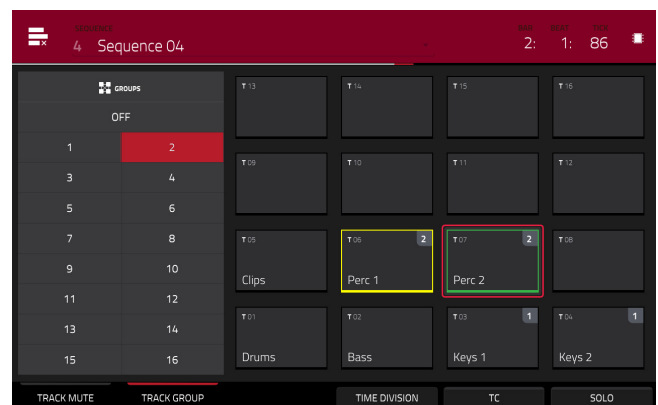 SEQUENCE
4 Sequence 04
BAR BEAT TICK
2: 1: 86
GROUPS
OFF
1 2
3 4
5 6
7 8
9 10
11 12
13 14
15 16
T 13 T 14 T 15 T 16
T 09 T 10 T 11 T 12
T 05 T 06 2 T 07 2 T 08
Clips Perc 1 Perc 2
T 01 T 02 T 03 1 T 04 1
Drums Bass Keys 1 Keys 2
TRACK MUTE TRACK GROUP TIME DIVISION TC SOLO